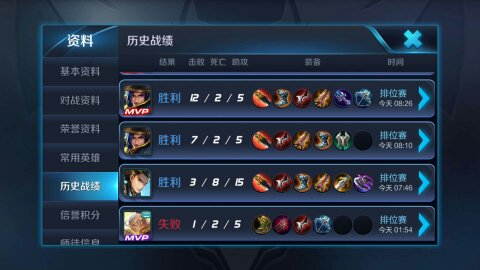 资料
历史战绩
结果 击败 死亡 助攻 装备 时间
基本资料
对战资料
荣誉资料
常用英雄
历史战绩
信誉积分
师徒信息
MVP 胜利 12 / 2 / 5 排位赛
今天 08:26
胜利 7 / 2 / 5 排位赛
今天 08:10
胜利 3 / 8 / 15 排位赛
今天 07:46
MVP 失败 1 / 2 / 5 排位赛
今天 01:54